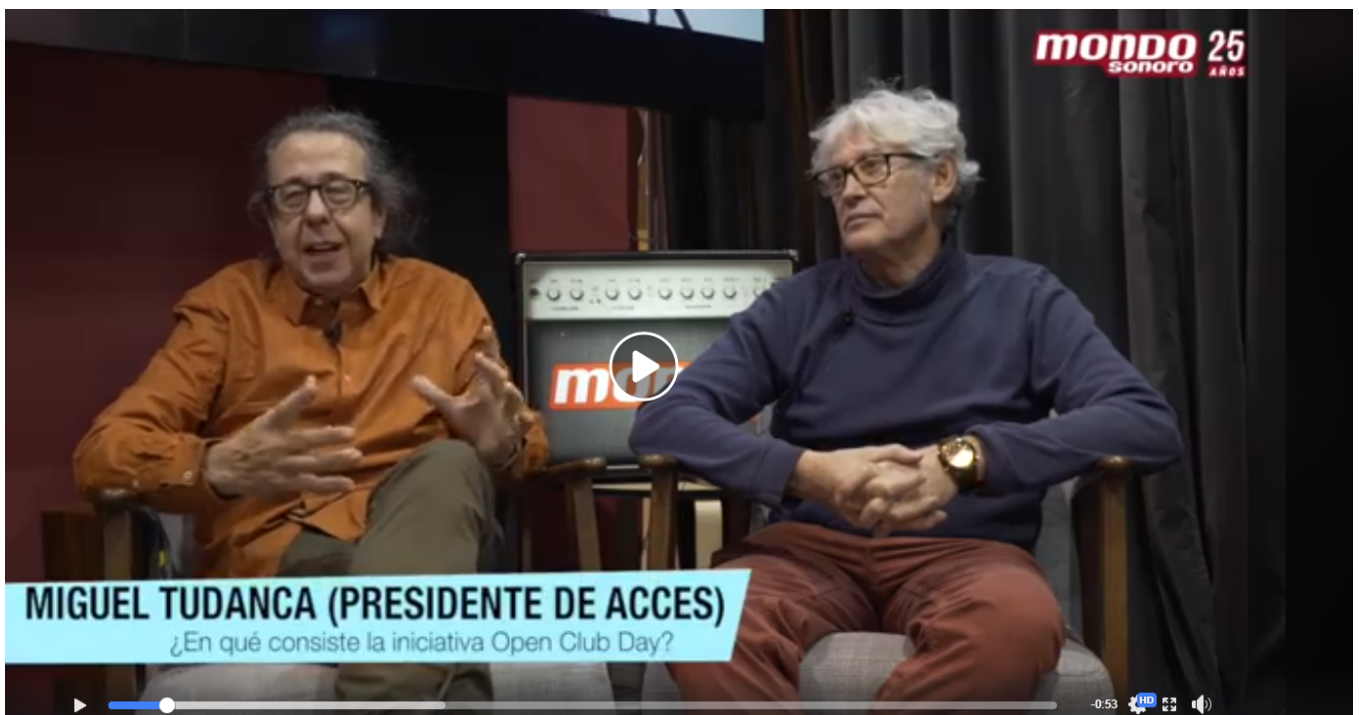 MONDO
SONORO
25
AÑOS
MIGUEL TUDANCA (PRESIDENTE DE ACCES)
¿En qué consiste la iniciativa Open Club Day?
-0:53
HD